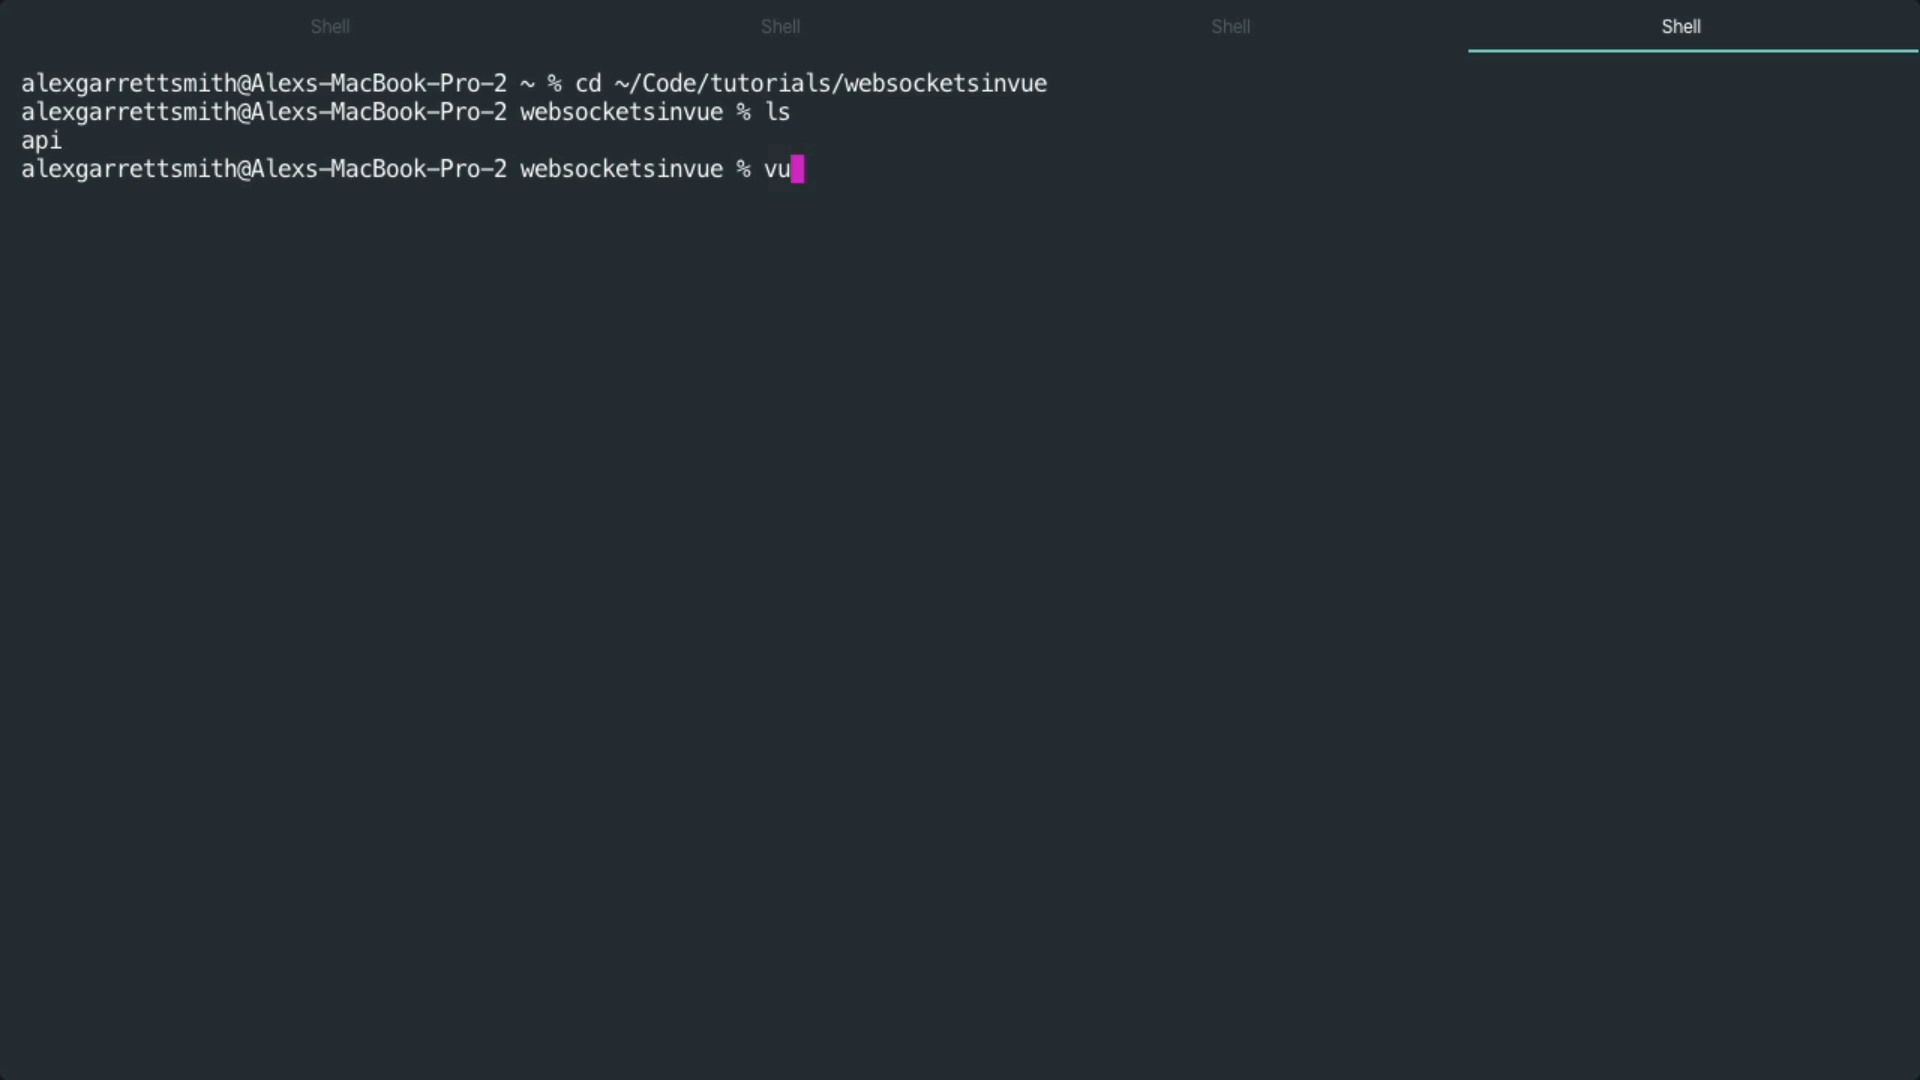 Shell Shell Shell Shell
alexgarrettsmith@Alexs-MacBook-Pro-2 ~ % cd ~/Code/tutorials/websocketsinvue
alexgarrettsmith@Alexs-MacBook-Pro-2 websocketsinvue % ls
api
alexgarrettsmith@Alexs-MacBook-Pro-2 websocketsinvue % vu